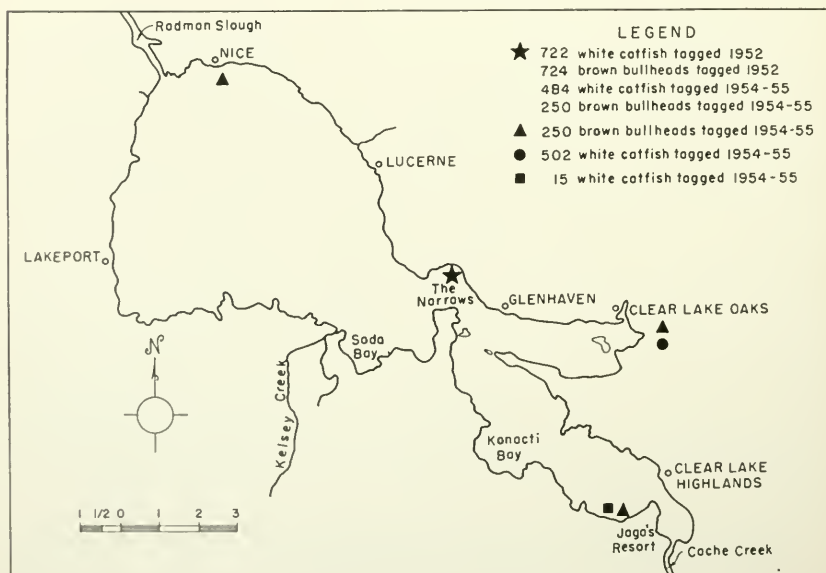 Rodman Slough
NICE
LUCERNE
LAKEPORT
The
Narrows
GLENHAVEN
CLEAR LAKE OAKS
Soda
Bay
Kelsey Creek
N
Konocti
Bay
CLEAR LAKE
HIGHLANDS
Jago's
Resort
Cache Creek
1 1/2 0 1 2 3
LEGEND
★ 722 white catfish tagged 1952
724 brown bullheads tagged 1952
484 white catfish tagged 1954-55
250 brown bullheads tagged 1954-55
▲ 250 brown bullheads tagged 1954-55
● 502 white catfish tagged 1954-55
■ 15 white catfish tagged 1954-55